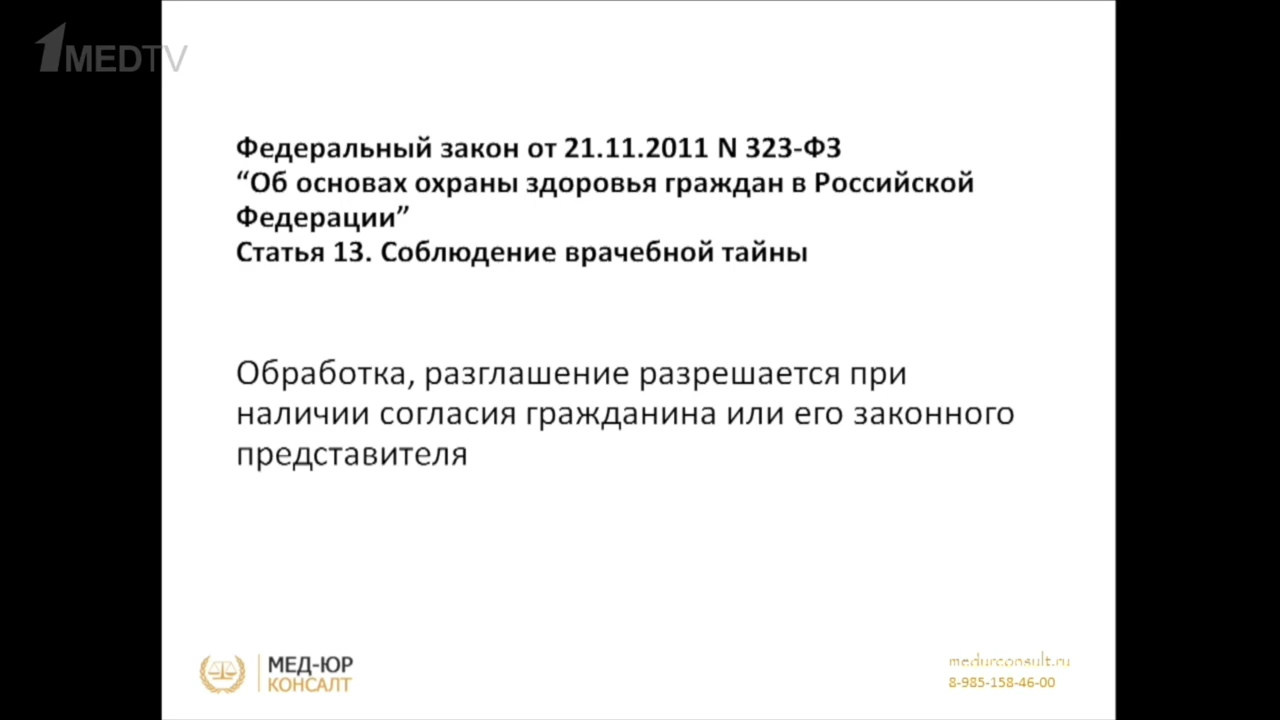 1MEDTV
Федеральный закон от 21.11.2011 N 323-ФЗ
“Об основах охраны здоровья граждан в Российской
Федерации”
Статья 13. Соблюдение врачебной тайны
Обработка, разглашение разрешается при
наличии согласия гражданина или его законного
представителя
МЕД-ЮР
КОНСАЛТ
medurconsult.ru
8-985-158-46-00